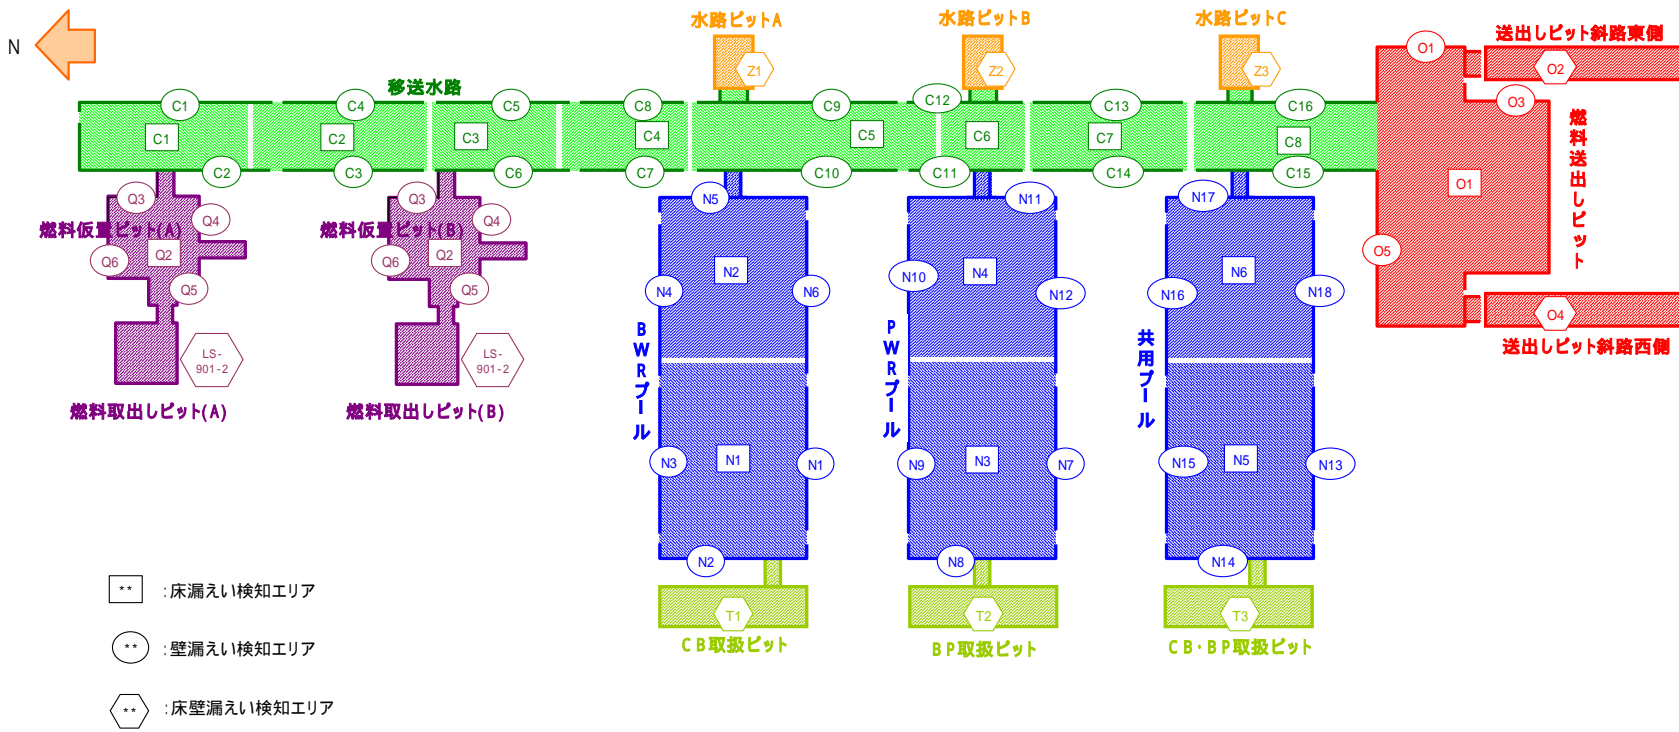 N
水路ピットA
水路ピットB
水路ピットC
送出しピット斜路東側
Z1
Z2
Z3
O1
O2
移送水路
C1
C4
C5
C8
C9
C12
C13
C16
O3
C1
C2
C3
C4
C5
C6
C7
C8
燃料送出しピット
C2
C3
C6
C7
C10
C11
C14
C15
O1
Q3
Q3
N5
N11
N17
Q4
Q4
燃料仮置ピット(A)
燃料仮置ピット(B)
Q6
Q2
Q6
Q2
N2
N10
N4
N6
O5
Q5
Q5
N4
N6
N12
N16
N18
O4
BWRプール
PWRプール
共用プール
送出しピット斜路西側
LS-
901-2
LS-
901-2
燃料取出しピット(A)
燃料取出しピット(B)
N3
N1
N1
N9
N3
N7
N15
N5
N13
N2
N8
N14
T1
T2
T3
CB取扱ピット
BP取扱ピット
CB・BP取扱ピット
** :床漏えい検知エリア
** :壁漏えい検知エリア
** :床壁漏えい検知エリア